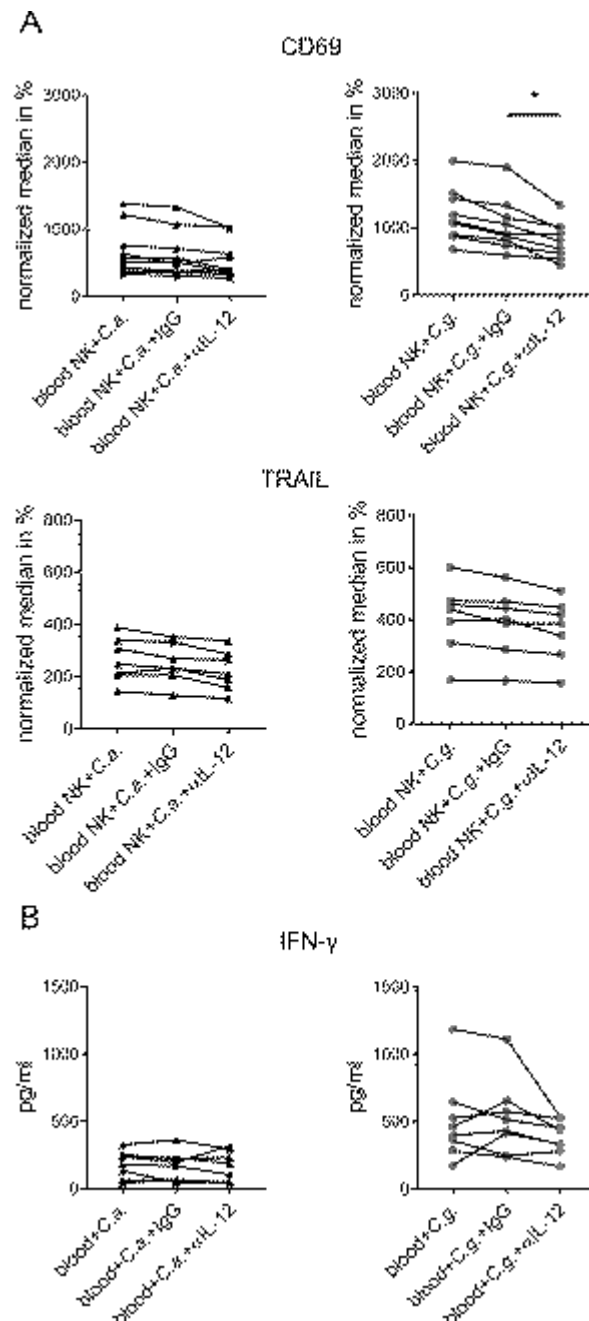 A
CD69
normalized median in %
3000
2000
1000
0
blood NK+C.a.
blood NK+C.a.+IgG
blood NK+C.a.+αIL-12
normalized median in %
3000
2000
1000
0
*
blood NK+C.g.
blood NK+C.g.+IgG
blood NK+C.g.+αIL-12
TRAIL
normalized median in %
800
600
400
200
0
blood NK+C.a.
blood NK+C.a.+IgG
blood NK+C.a.+αIL-12
normalized median in %
800
600
400
200
0
blood NK+C.g.
blood NK+C.g.+IgG
blood NK+C.g.+αIL-12
B
IFN-γ
pg/ml
1500
1000
500
0
blood+C.a.
blood+C.a.+IgG
blood+C.a.+αIL-12
pg/ml
1500
1000
500
0
blood+C.g.
blood+C.g.+IgG
blood+C.g.+αIL-12